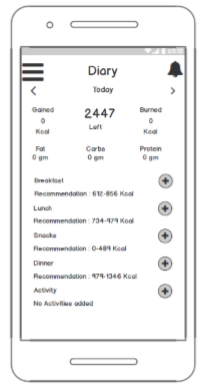 Diary
Today
Gained 2447 Burned
0 Left 0
Kcal Kcal
Fat Carbs Protein
0 gm 0 gm 0 gm
Breakfast
Recommendation : 612-856 Kcal
Lunch
Recommendation : 734-979 Kcal
Snacks
Recommendation : 0-489 Kcal
Dinner
Recommendation : 979-1346 Kcal
Activity
No Activities added